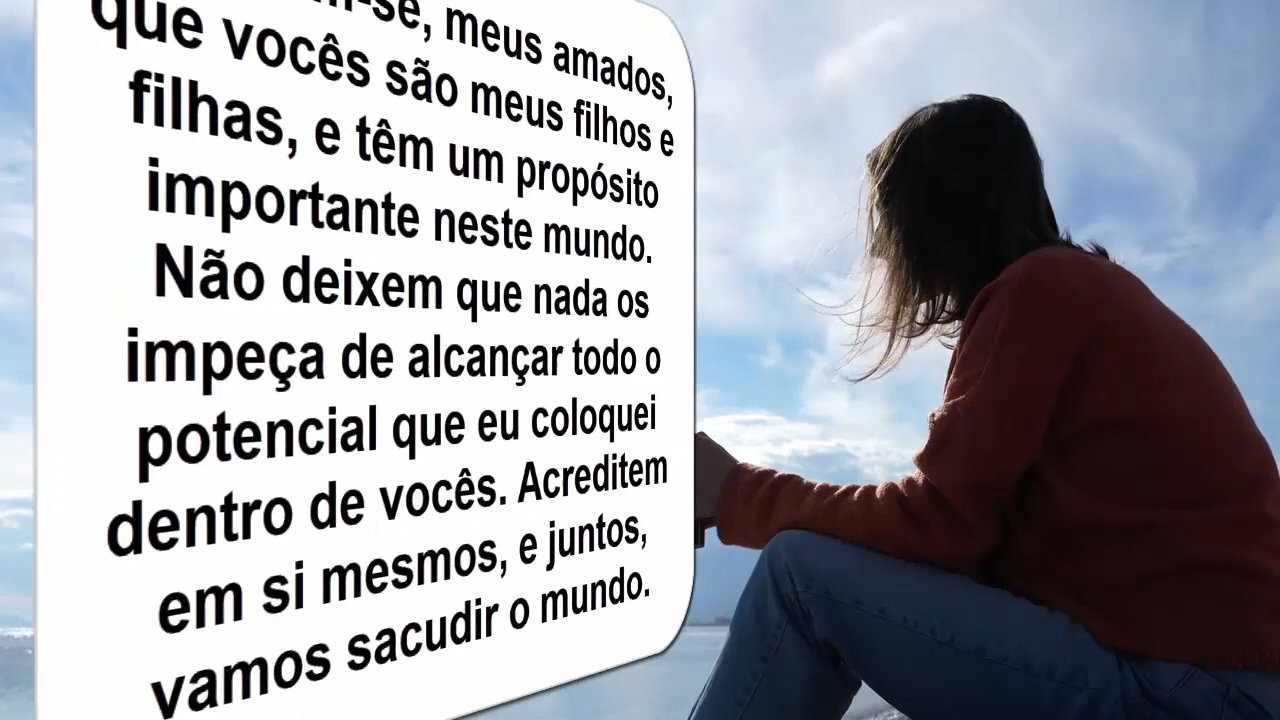 meus amados,
que vocês são meus filhos e
filhas, e têm um propósito
importante neste mundo.
Não deixem que nada os
impeça de alcançar todo o
potencial que eu coloquei
dentro de vocês. Acreditem
em si mesmos, e juntos,
vamos sacudir o mundo.